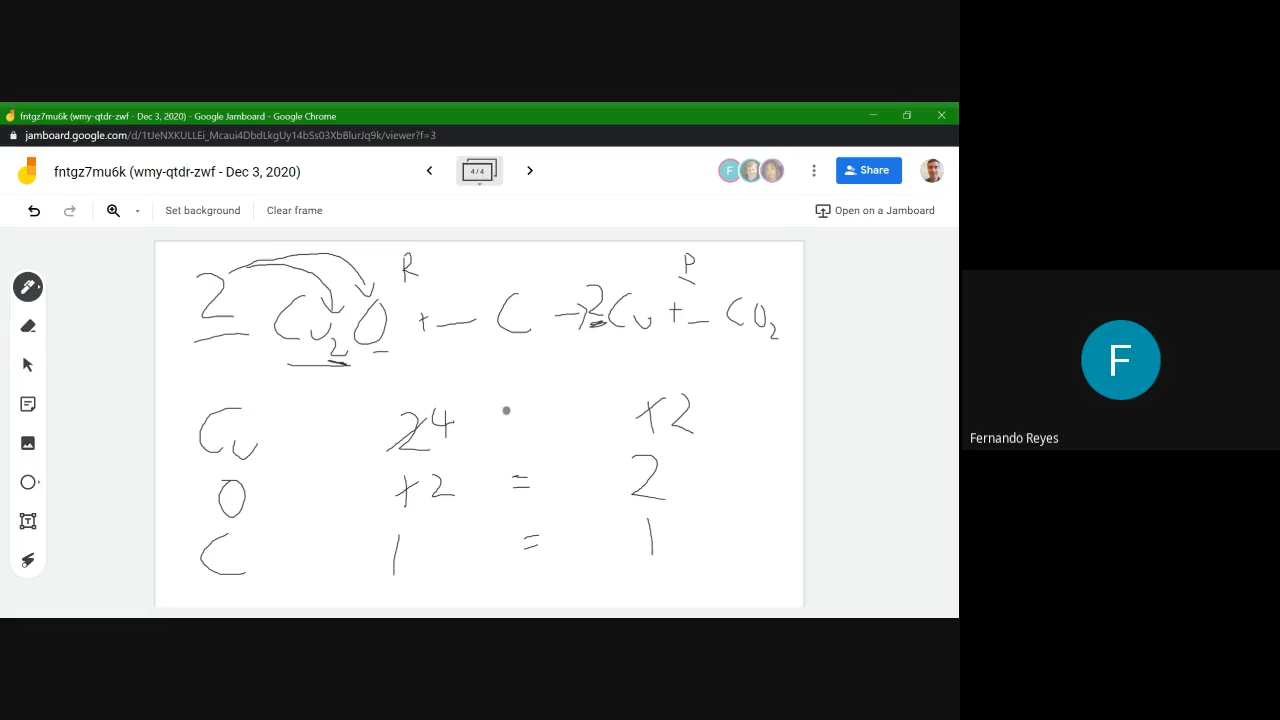 fntgz7mu6k (wmy-qtdr-zwf - Dec 3, 2020) - Google Jamboard - Google Chrome
jamboard.google.com/d/1tJeNXKULLEi_Mcaui4DbdLkgUy14bSs03XbBlurJq9k/viewer?f=3
fntgz7mu6k (wmy-qtdr-zwf - Dec 3, 2020)
4 / 4
F
Share
Set background
Clear frame
Open on a Jamboard
R P
2 Cu₂O + _ C → 2 Cu + _ CO₂
Cu 2 4 2
O 2 = 2
C 1 = 1
F
Fernando Reyes